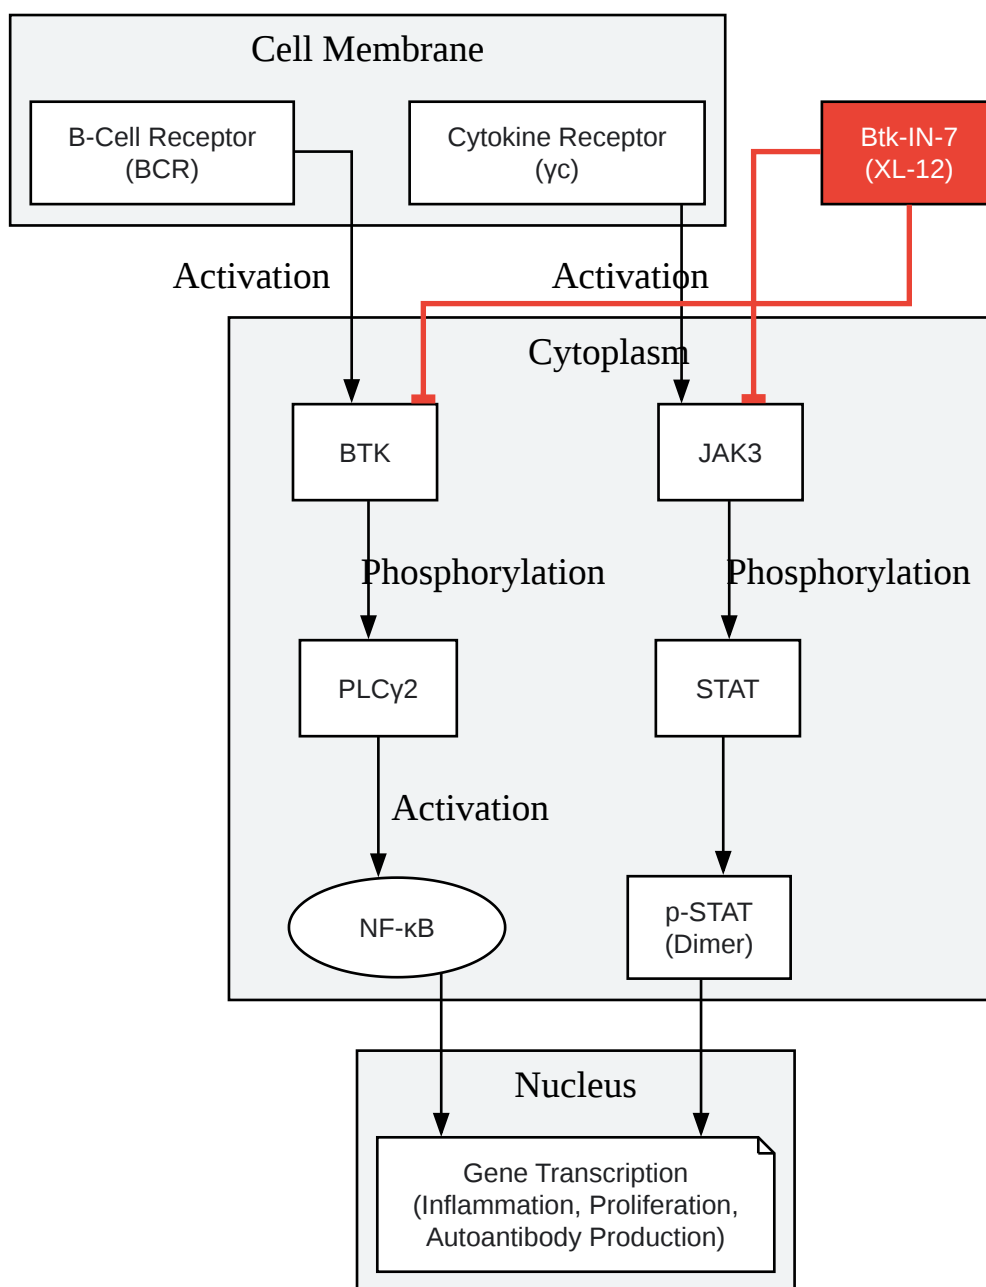 Cell Membrane
B-Cell Receptor
(BCR)
Cytokine Receptor
(γc)
Btk-IN-7
(XL-12)
Activation
Activation
Cytoplasm
BTK
JAK3
Phosphorylation
Phosphorylation
PLCγ2
STAT
Activation
NF-κB
p-STAT
(Dimer)
Nucleus
Gene Transcription
(Inflammation, Proliferation,
Autoantibody Production)